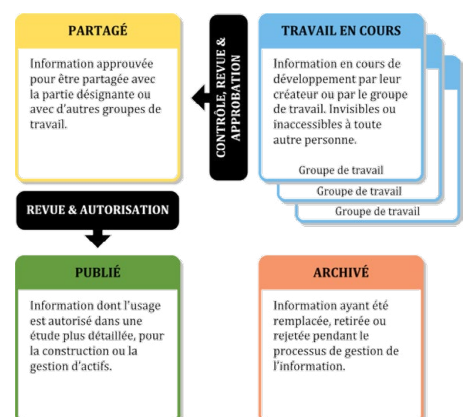 PARTAGÉ
Information approuvée
pour être partagée avec
la partie désignante ou
avec d'autres groupes de
travail.
CONTRÔLE, REVUE &
APPROBATION
TRAVAIL EN COURS
Information en cours de
développement par leur
créateur ou par le groupe
de travail. Invisibles ou
inaccessibles à toute
autre personne.
Groupe de travail
Groupe de travail
Groupe de travail
REVUE & AUTORISATION
PUBLIÉ
Information dont l'usage
est autorisé dans une
étude plus détaillée, pour
la construction ou la
gestion d'actifs.
ARCHIVÉ
Information ayant été
remplacée, retirée ou
rejetée pendant le
processus de gestion de
l'information.